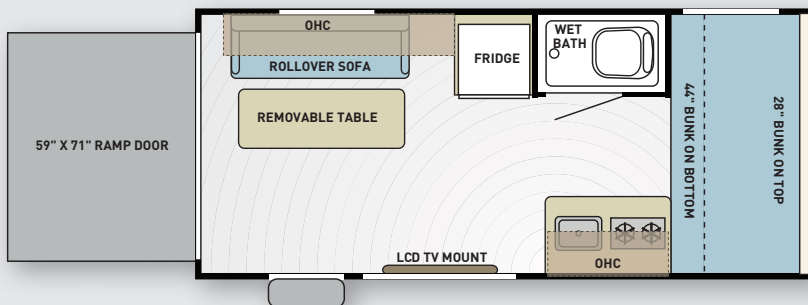 OHC
ROLLOVER SOFA
FRIDGE
WET
BATH
REMOVABLE TABLE
59" X 71" RAMP DOOR
44" BUNK ON BOTTOM
28" BUNK ON TOP
LCD TV MOUNT
OHC